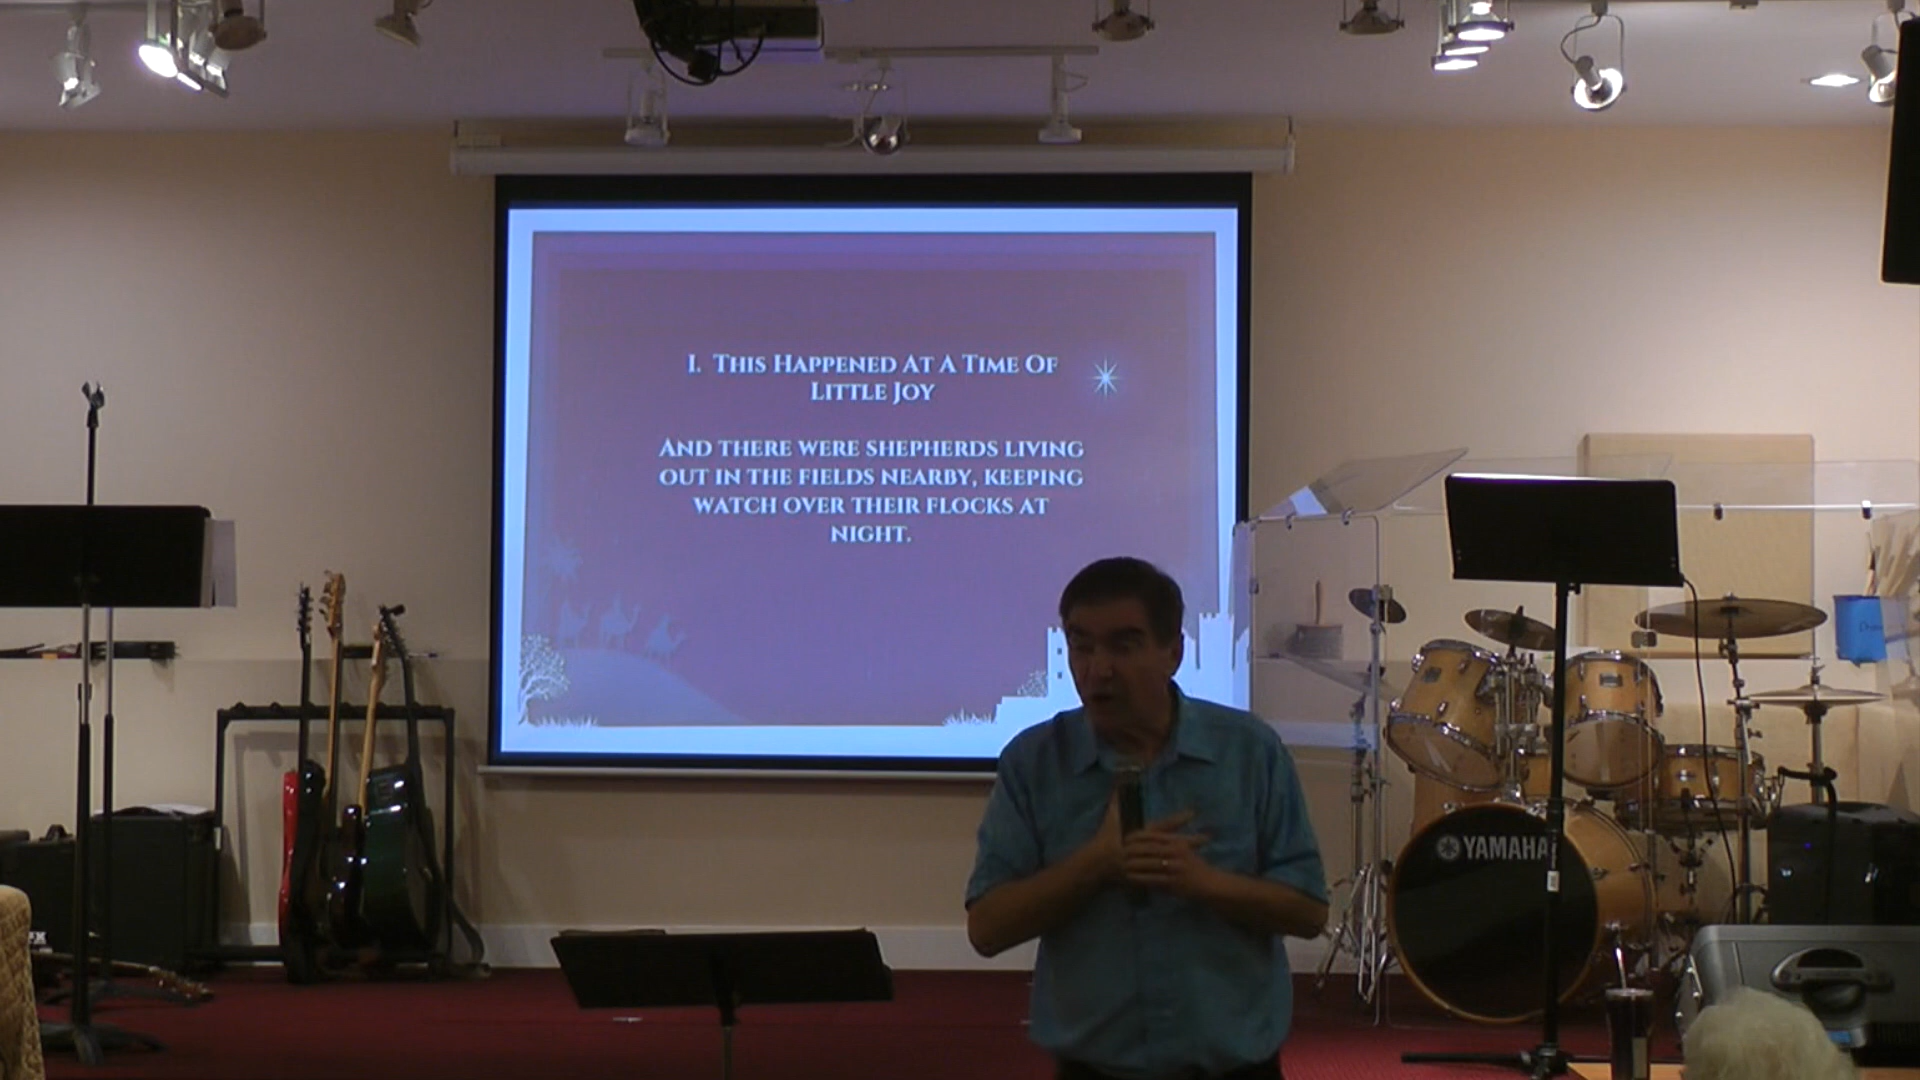 I. This Happened At A Time Of
Little Joy
And there were shepherds living
out in the fields nearby, keeping
watch over their flocks at
night.
YAMAHA